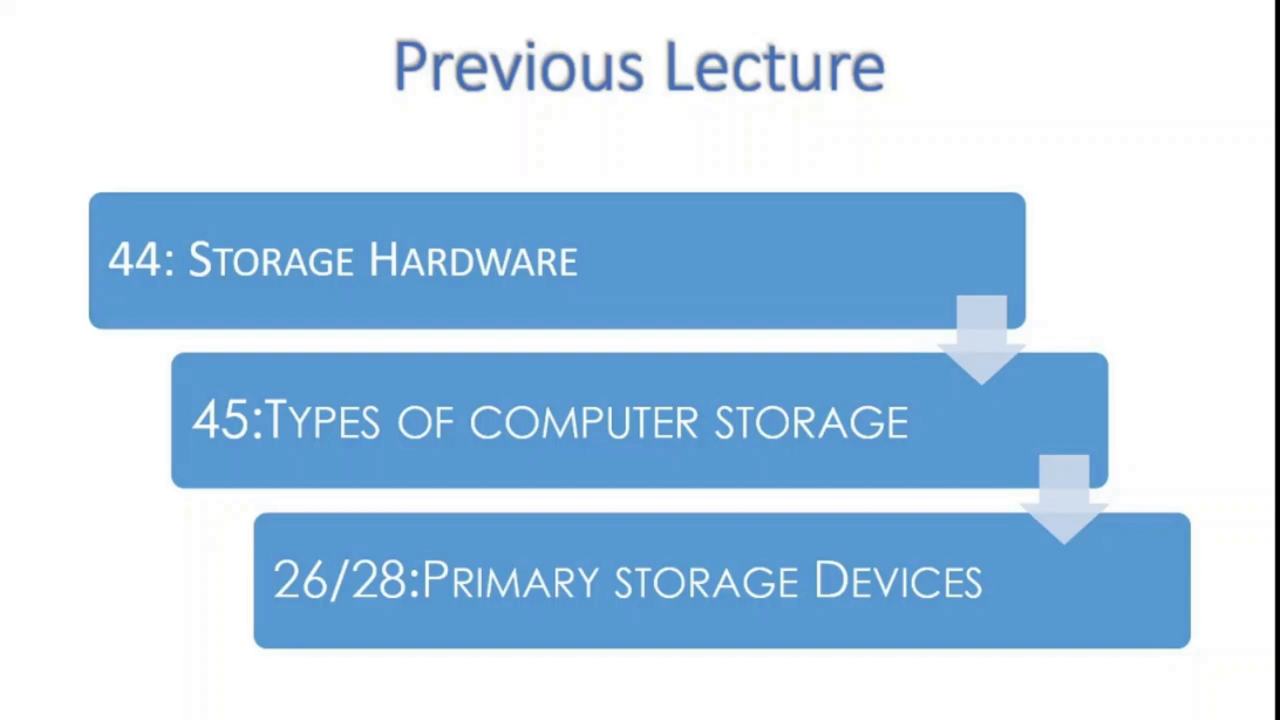 Previous Lecture
44: Storage Hardware
45:Types of computer storage
26/28:Primary storage Devices